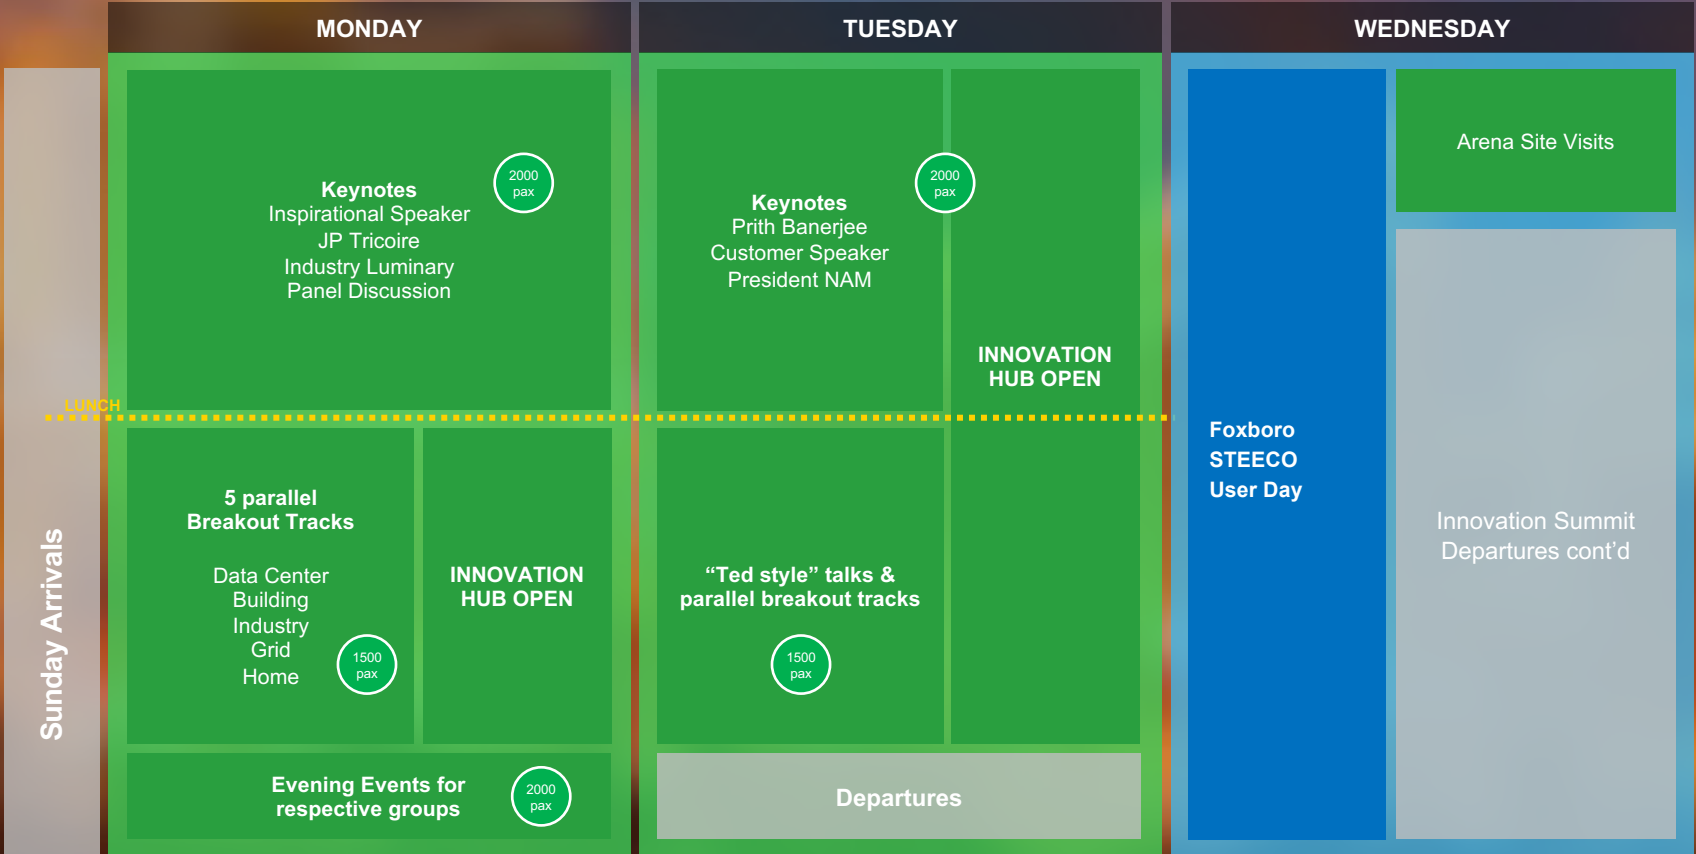 MONDAY
TUESDAY
WEDNESDAY
Sunday Arrivals
LUNCH
Keynotes
Inspirational Speaker
JP Tricoire
Industry Luminary
Panel Discussion
2000
pax
5 parallel
Breakout Tracks
Data Center
Building
Industry
Grid
Home
1500
pax
INNOVATION
HUB OPEN
Evening Events for
respective groups
2000
pax
Keynotes
Prith Banerjee
Customer Speaker
President NAM
2000
pax
INNOVATION
HUB OPEN
“Ted style” talks &
parallel breakout tracks
1500
pax
Departures
Foxboro
STEECO
User Day
Arena Site Visits
Innovation Summit
Departures cont’d